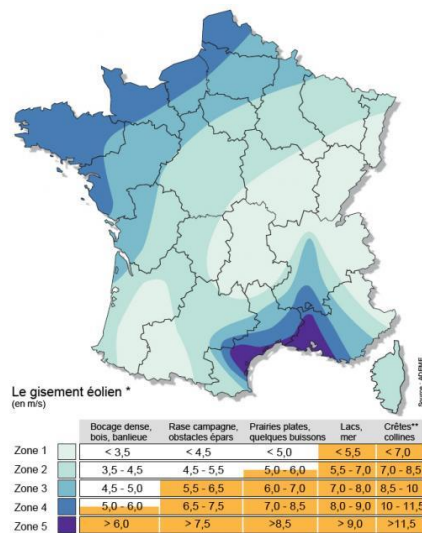 Le gisement éolien *
(en m/s)
Source : ADEME
Bocage dense, bois, banlieue
Rase campagne, obstacles épars
Prairies plates, quelques buissons
Lacs, mer
Crêtes** collines
Zone 1 < 3,5 < 4,5 < 5,0 < 5,5 < 7,0
Zone 2 3,5 - 4,5 4,5 - 5,5 5,0 - 6,0 5,5 - 7,0 7,0 - 8,5
Zone 3 4,5 - 5,0 5,5 - 6,5 6,0 - 7,0 7,0 - 8,0 8,5 - 10
Zone 4 5,0 - 6,0 6,5 - 7,5 7,0 - 8,5 8,0 - 9,0 10 - 11,5
Zone 5 > 6,0 > 7,5 >8,5 > 9,0 >11,5